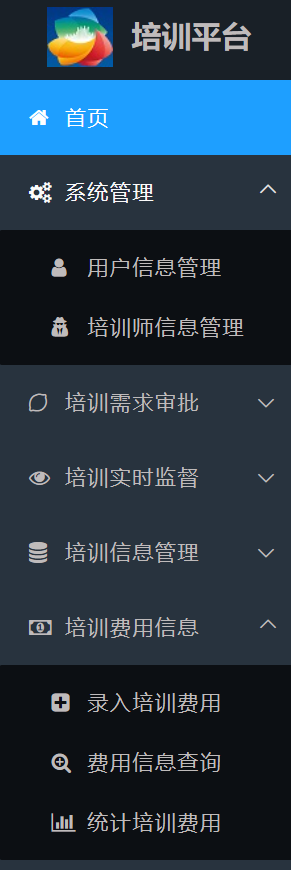 培训平台
首页
系统管理
用户信息管理
培训师信息管理
培训需求审批
培训实时监督
培训信息管理
培训费用信息
录入培训费用
费用信息查询
统计培训费用